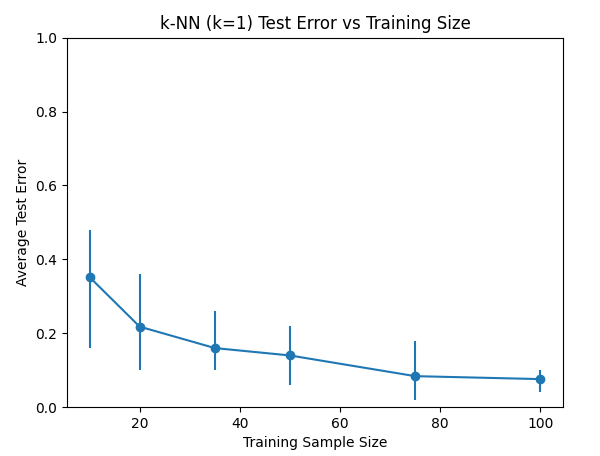 k-NN (k=1) Test Error vs Training Size
1.0
0.8
0.6
0.4
0.2
0.0
Average Test Error
20 40 60 80 100
Training Sample Size